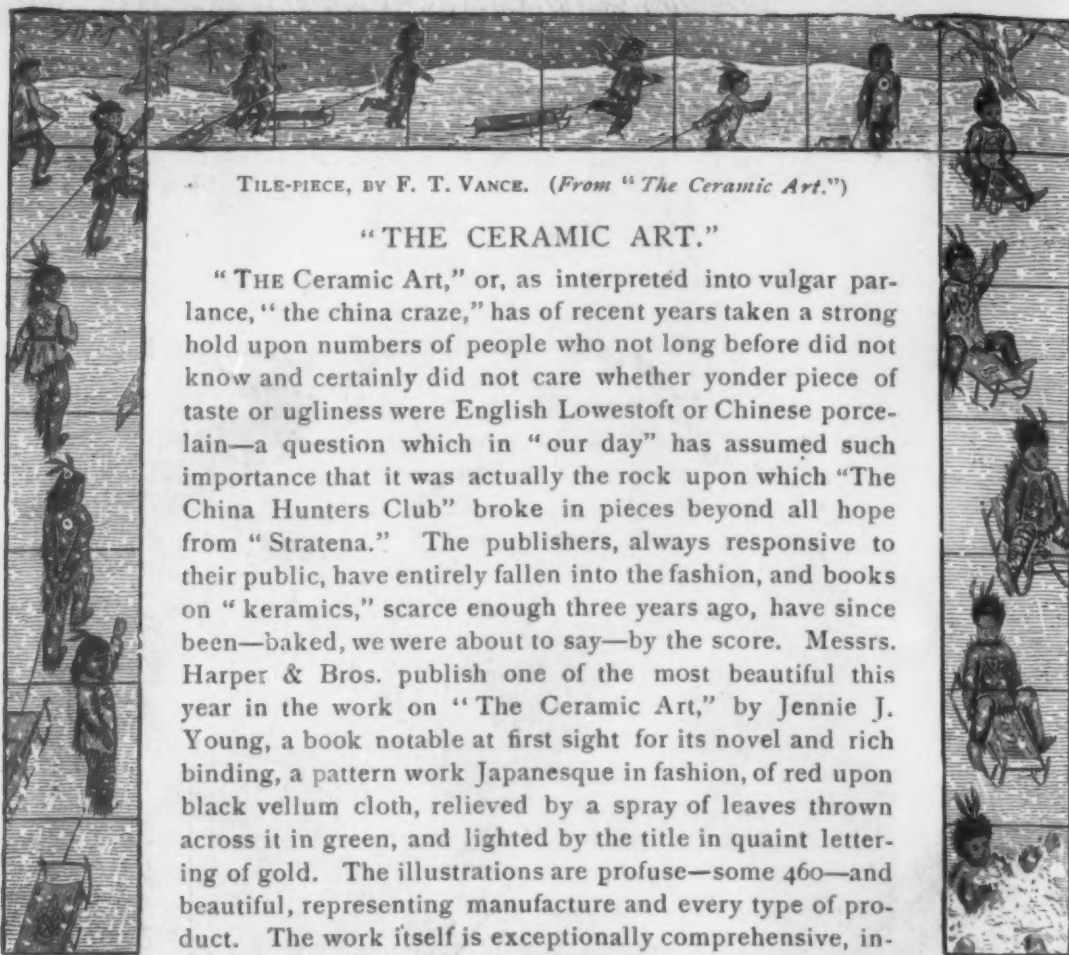 TILE-PIECE, BY F. T. VANCE. (From "The Ceramic Art.")
"THE CERAMIC ART."
"THE Ceramic Art," or, as interpreted into vulgar par-
lance, "the china craze," has of recent years taken a strong
hold upon numbers of people who not long before did not
know and certainly did not care whether yonder piece of
taste or ugliness were English Lowestoft or Chinese porce-
lain—a question which in "our day" has assumed such
importance that it was actually the rock upon which "The
China Hunters Club" broke in pieces beyond all hope
from "Stratena." The publishers, always responsive to
their public, have entirely fallen into the fashion, and books
on "keramics," scarce enough three years ago, have since
been—baked, we were about to say—by the score. Messrs.
Harper & Bros. publish one of the most beautiful this
year in the work on "The Ceramic Art," by Jennie J.
Young, a book notable at first sight for its novel and rich
binding, a pattern work Japanesque in fashion, of red upon
black vellum cloth, relieved by a spray of leaves thrown
across it in green, and lighted by the title in quaint letter-
ing of gold. The illustrations are profuse—some 460—and
beautiful, representing manufacture and every type of pro-
duct. The work itself is exceptionally comprehensive, in-